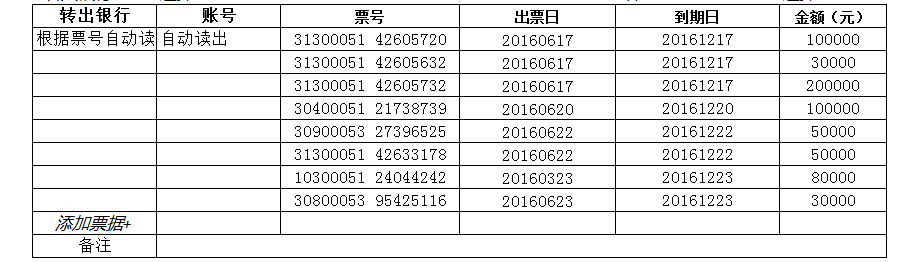 转出银行 账号 票号 出票日 到期日 金额（元）
根据票号自动读 自动读出 31300051 42605720 20160617 20161217 100000
31300051 42605632 20160617 20161217 30000
31300051 42605732 20160617 20161217 200000
30400051 21738739 20160620 20161220 100000
30900053 27396525 20160622 20161222 50000
31300051 42633178 20160622 20161222 50000
10300051 24044242 20160323 20161223 80000
30800053 95425116 20160623 20161223 30000
添加票据+
备注